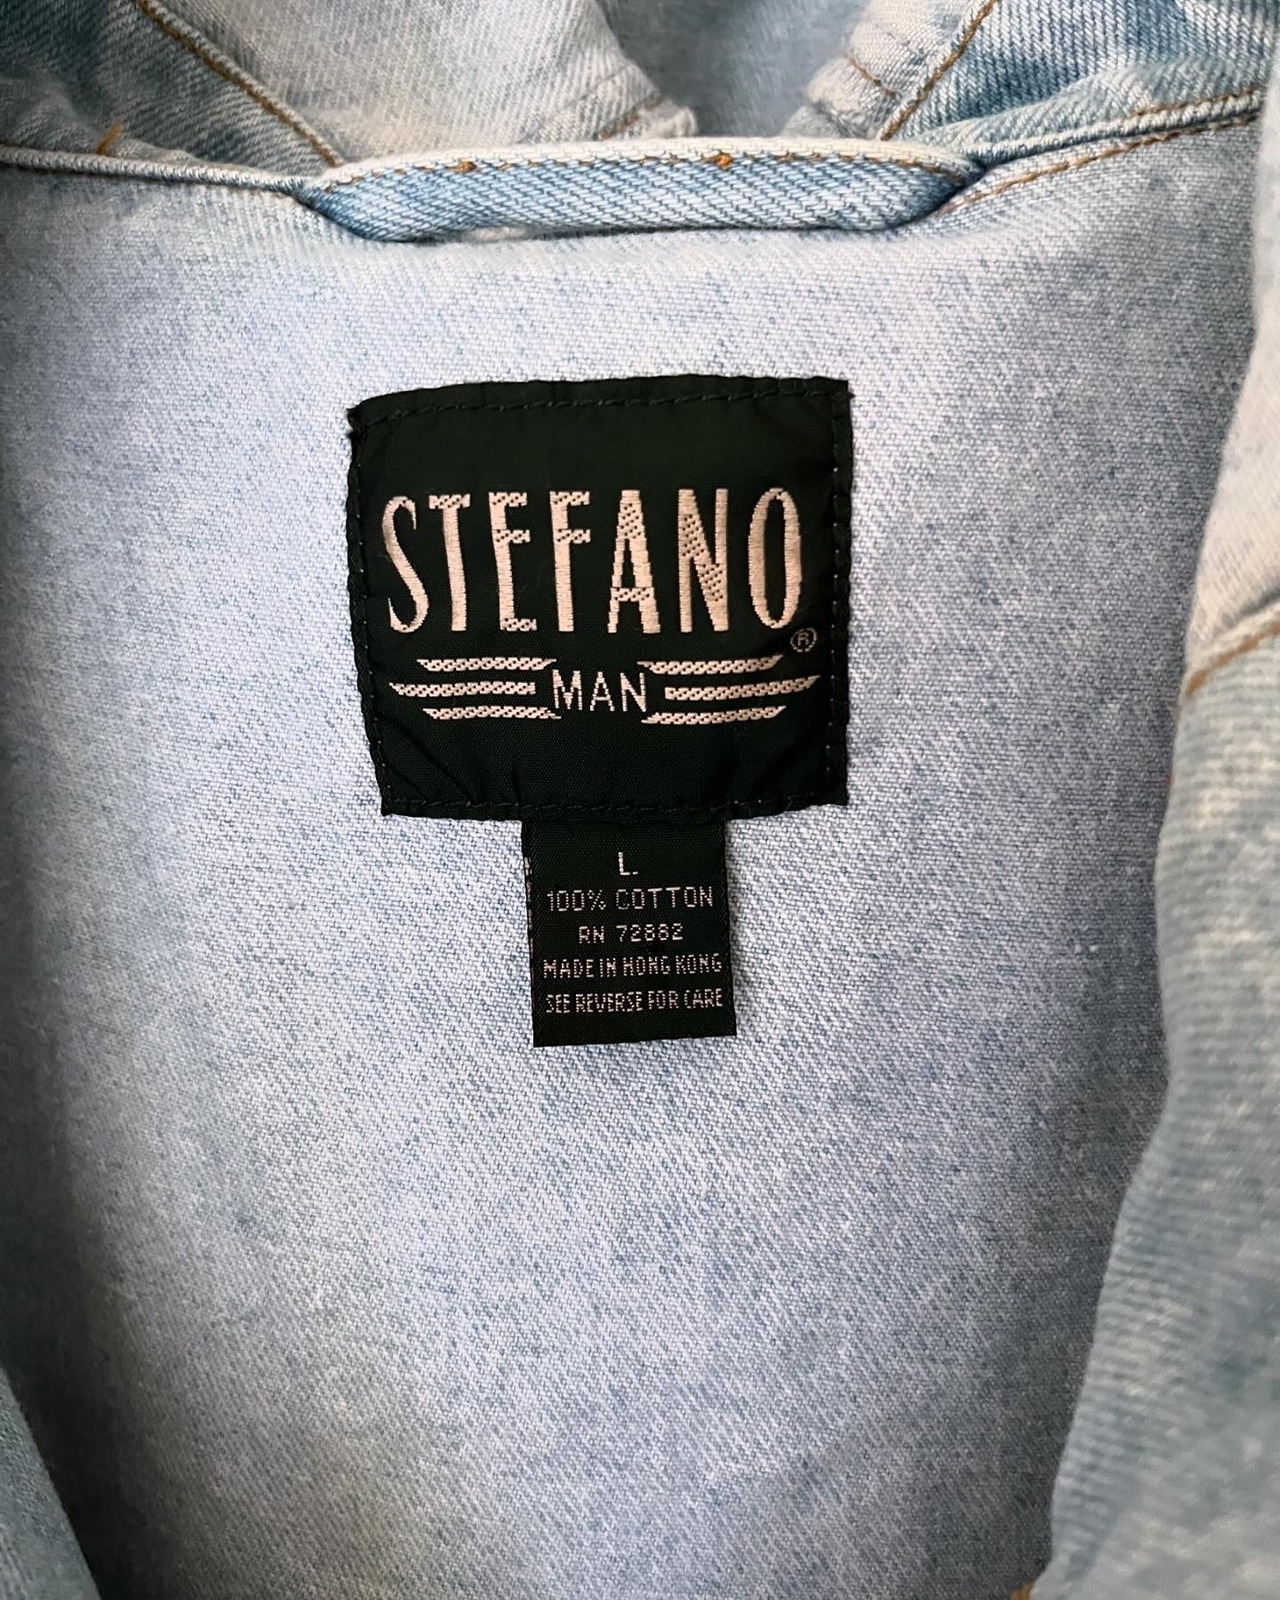 STEFANO
®
MAN
L.
100% COTTON
RN 72882
MADE IN HONG KONG
SEE REVERSE FOR CARE